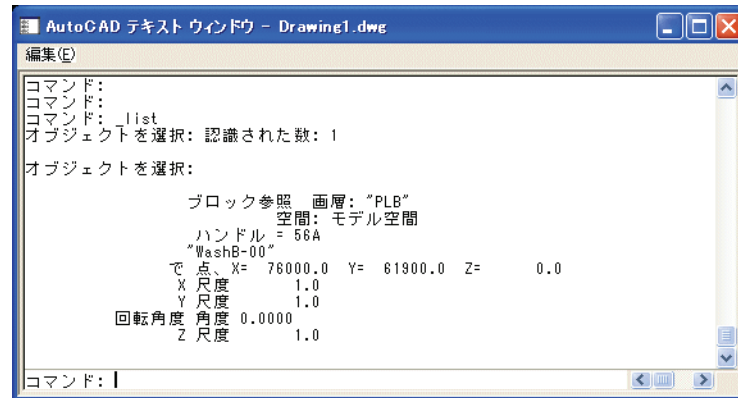 AutoCAD テキスト ウィンドウ - Drawing1.dwg
編集(E)
コマンド:
コマンド:
コマンド: _list
オブジェクトを選択: 認識された数: 1
オブジェクトを選択:
ブロック参照 画層: "PLB"
空間: モデル空間
ハンドル = 56A
"WashB-00"
で 点、X= 76000.0 Y= 61900.0 Z= 0.0
X 尺度 1.0
Y 尺度 1.0
回転角度 角度 0.0000
Z 尺度 1.0
コマンド: